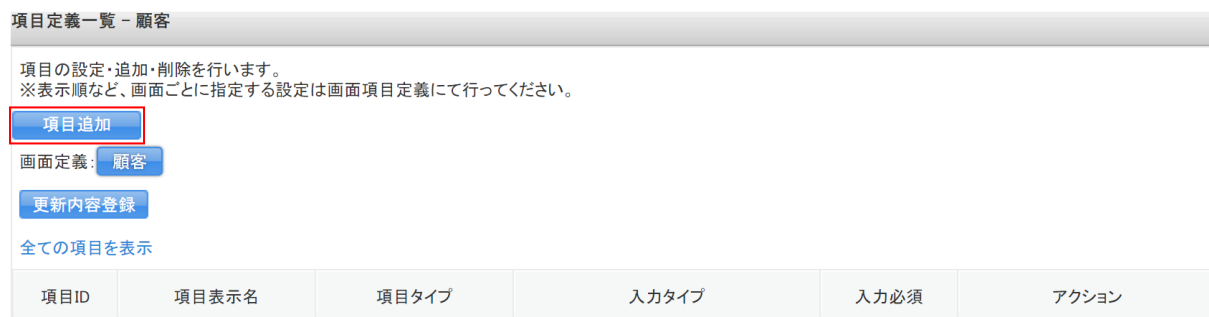 項目定義一覧 - 顧客
項目の設定・追加・削除を行います。
※表示順など、画面ごとに指定する設定は画面項目定義にて行ってください。
項目追加
画面定義: 顧客
更新内容登録
全ての項目を表示
項目ID 項目表示名 項目タイプ 入力タイプ 入力必須 アクション